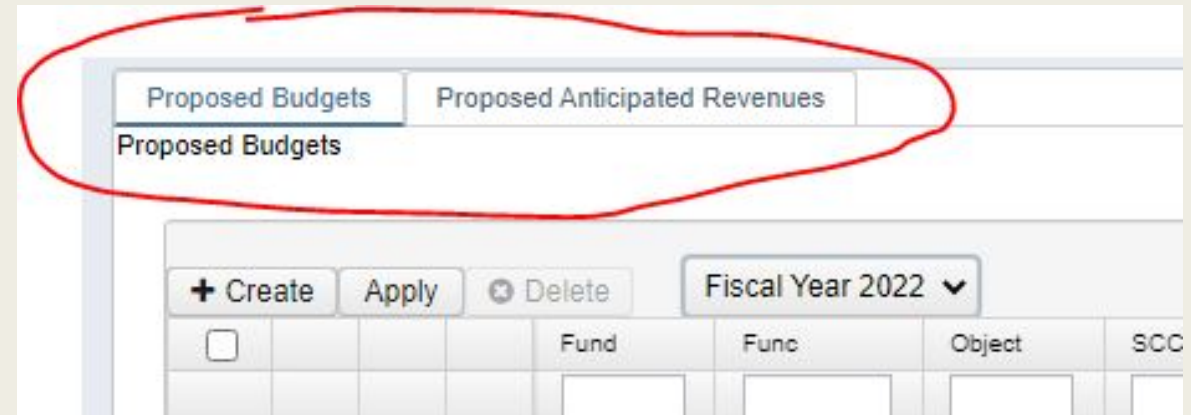 Proposed Budgets Proposed Anticipated Revenues
Proposed Budgets
Create Apply Delete Fiscal Year 2022
Fund Func Object SCC